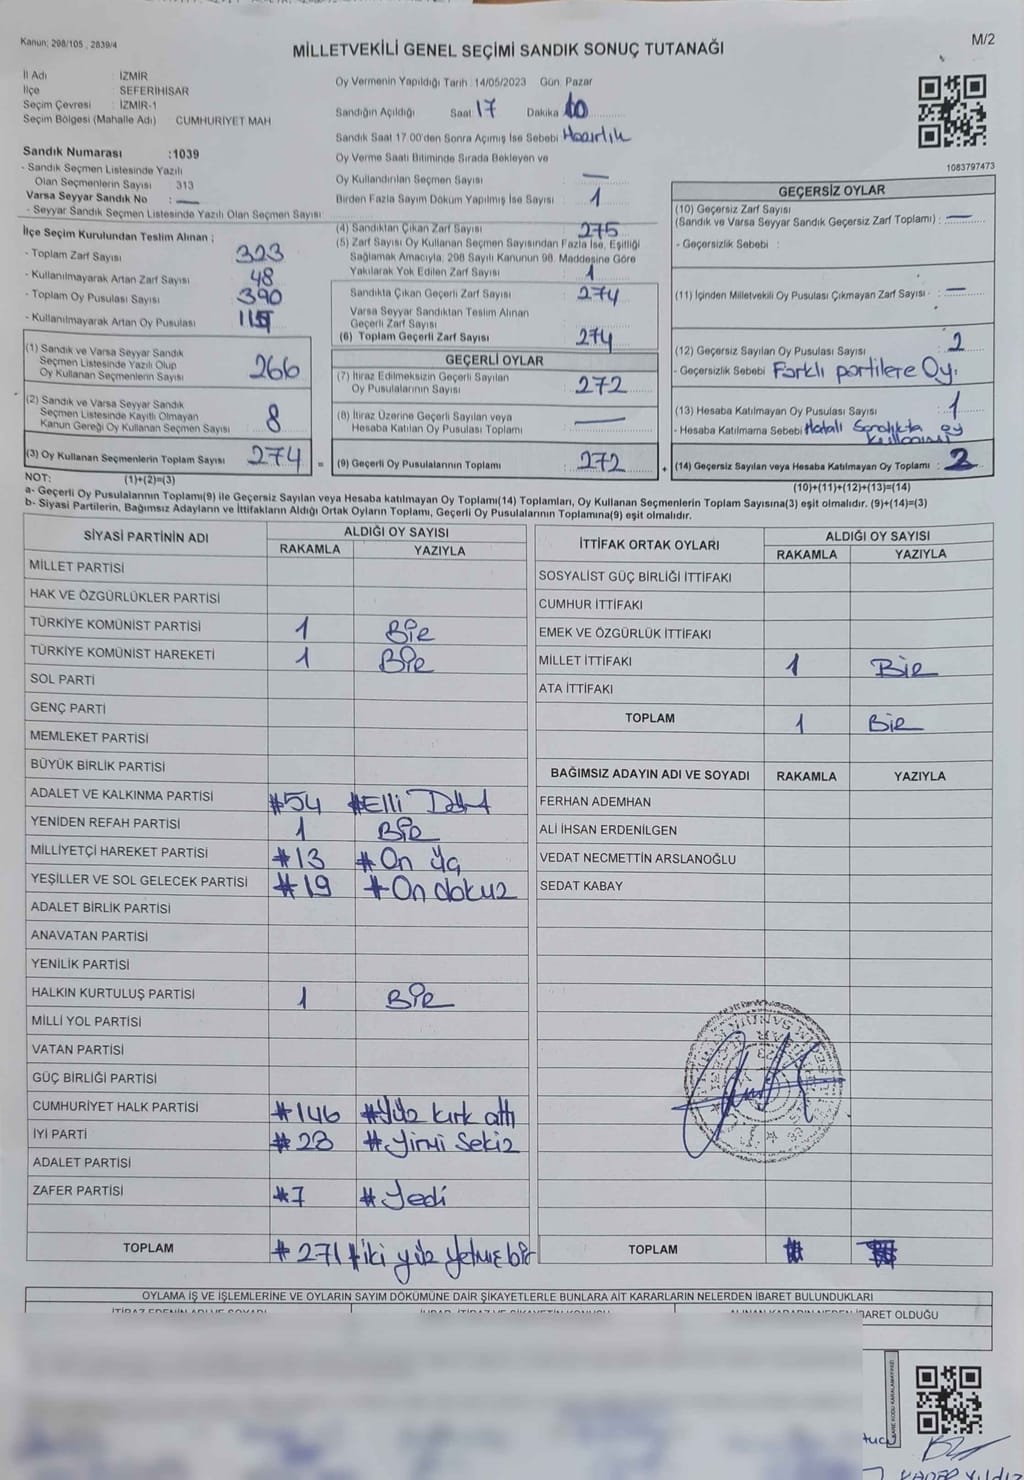 Kanun; 298/105 , 2839/4
MİLLETVEKİLİ GENEL SEÇİMİ SANDIK SONUÇ TUTANAĞI
M/2
İl Adı : İZMİR
İlçe : SEFERİHİSAR
Seçim Çevresi : İZMİR-1
Seçim Bölgesi (Mahalle Adı) CUMHURİYET MAH
Sandık Numarası :1039
- Sandık Seçmen Listesinde Yazılı
Olan Seçmenlerin Sayısı : 313
Varsa Seyyar Sandık No : —
- Seyyar Sandık Seçmen Listesinde Yazılı Olan Seçmen Sayısı:
İlçe Seçim Kurulundan Teslim Alınan ;
- Toplam Zarf Sayısı 323
- Kullanılmayarak Artan Zarf Sayısı 48
- Toplam Oy Pusulası Sayısı 390
- Kullanılmayarak Artan Oy Pusulası
(1) Sandık ve Varsa Seyyar Sandık
Seçmen Listesinde Yazılı Olup
Oy Kullanan Seçmenlerin Sayısı 266
(2) Sandık ve Varsa Seyyar Sandık
Seçmen Listesinde Kayıtlı Olmayan
Kanun Gereği Oy Kullanan Seçmen Sayısı 8
(3) Oy Kullanan Seçmenlerin Toplam Sayısı 274 =
Oy Vermenin Yapıldığı Tarih : 14/05/2023 Gün: Pazar
Sandığın Açıldığı Saat 17 Dakika
Sandık Saat 17.00'den Sonra Açımış İse Sebebi Hazırlık
Oy Verme Saati Bitiminde Sırada Bekleyen ve
Oy Kullandırılan Seçmen Sayısı : —
Birden Fazla Sayım Döküm Yapılmış İse Sayısı : 1
(4) Sandıktan Çıkan Zarf Sayısı : 275
(5) Zarf Sayısı Oy Kullanan Seçmen Sayısından Fazla İse, Eşitliği
Sağlamak Amacıyla; 298 Sayılı Kanunun 98. Maddesine Göre
Yakılarak Yok Edilen Zarf Sayısı : 1
Sandıkta Çıkan Geçerli Zarf Sayısı : 274
Varsa Seyyar Sandıktan Teslim Alınan
Geçerli Zarf Sayısı :
(6) Toplam Geçerli Zarf Sayısı : 274
GEÇERLİ OYLAR
(7) İtiraz Edilmeksizin Geçerli Sayılan
Oy Pusulalarının Sayısı : 272
(8) İtiraz Üzerine Geçerli Sayılan veya
Hesaba Katılan Oy Pusulası Toplamı : —
(9) Geçerli Oy Pusulalarının Toplamı : 272 +
1083797473
GEÇERSİZ OYLAR
(10) Geçersiz Zarf Sayısı
(Sandık ve Varsa Seyyar Sandık Geçersiz Zarf Toplamı) : —
- Geçersizlik Sebebi :
(11) İçinden Milletvekili Oy Pusulası Çıkmayan Zarf Sayısı : —
(12) Geçersiz Sayılan Oy Pusulası Sayısı : 2
- Geçersizlik Sebebi Farklı partilere Oy.
(13) Hesaba Katılmayan Oy Pusulası Sayısı : 1
- Hesaba Katılmama Sebebi Hatalı Sandıkta oy
kullanması
(14) Geçersiz Sayılan veya Hesaba Katılmayan Oy Toplamı :
NOT: (1)+(2)=(3)
(10)+(11)+(12)+(13)=(14)
a- Geçerli Oy Pusulalarının Toplamı(9) ile Geçersiz Sayılan veya Hesaba katılmayan Oy Toplamı(14) Toplamları, Oy Kullanan Seçmenlerin Toplam Sayısına(3) eşit olmalıdır. (9)+(14)=(3)
b- Siyasi Partilerin, Bağımsız Adayların ve İttifakların Aldığı Ortak Oyların Toplamı, Geçerli Oy Pusulalarının Toplamına(9) eşit olmalıdır.
SİYASİ PARTİNİN ADI ALDIĞI OY SAYISI
RAKAMLA YAZIYLA
MİLLET PARTİSİ
HAK VE ÖZGÜRLÜKLER PARTİSİ
TÜRKİYE KOMÜNİST PARTİSİ 1 Bir
TÜRKİYE KOMÜNİST HAREKETİ 1 Bir
SOL PARTİ
GENÇ PARTİ
MEMLEKET PARTİSİ
BÜYÜK BİRLİK PARTİSİ
ADALET VE KALKINMA PARTİSİ #54 #Elli Dört
YENİDEN REFAH PARTİSİ 1 Bir
MİLLİYETÇİ HAREKET PARTİSİ #13 #On üç
YEŞİLLER VE SOL GELECEK PARTİSİ #19 #On dokuz
ADALET BİRLİK PARTİSİ
ANAVATAN PARTİSİ
YENİLİK PARTİSİ
HALKIN KURTULUŞ PARTİSİ 1 Bir
MİLLİ YOL PARTİSİ
VATAN PARTİSİ
GÜÇ BİRLİĞİ PARTİSİ
CUMHURİYET HALK PARTİSİ #146 #Yüz kırk altı
İYİ PARTİ #28 #Yirmi Sekiz
ADALET PARTİSİ
ZAFER PARTİSİ #7 #Yedi
TOPLAM #271 #iki yüz yetmiş bir
İTTİFAK ORTAK OYLARI ALDIĞI OY SAYISI
RAKAMLA YAZIYLA
SOSYALİST GÜÇ BİRLİĞİ İTTİFAKI
CUMHUR İTTİFAKI
EMEK VE ÖZGÜRLÜK İTTİFAKI
MİLLET İTTİFAKI 1 Bir
ATA İTTİFAKI
TOPLAM 1 Bir
BAĞIMSIZ ADAYIN ADI VE SOYADI RAKAMLA YAZIYLA
FERHAN ADEMHAN
ALİ İHSAN ERDENİLGEN
VEDAT NECMETTİN ARSLANOĞLU
SEDAT KABAY
TOPLAM
OYLAMA İŞ VE İŞLEMLERİNE VE OYLARIN SAYIM DÖKÜMÜNE DAİR ŞİKAYETLERLE BUNLARA AİT KARARLARIN NELERDEN İBARET BULUNDUKLARI
İBARET OLDUĞU